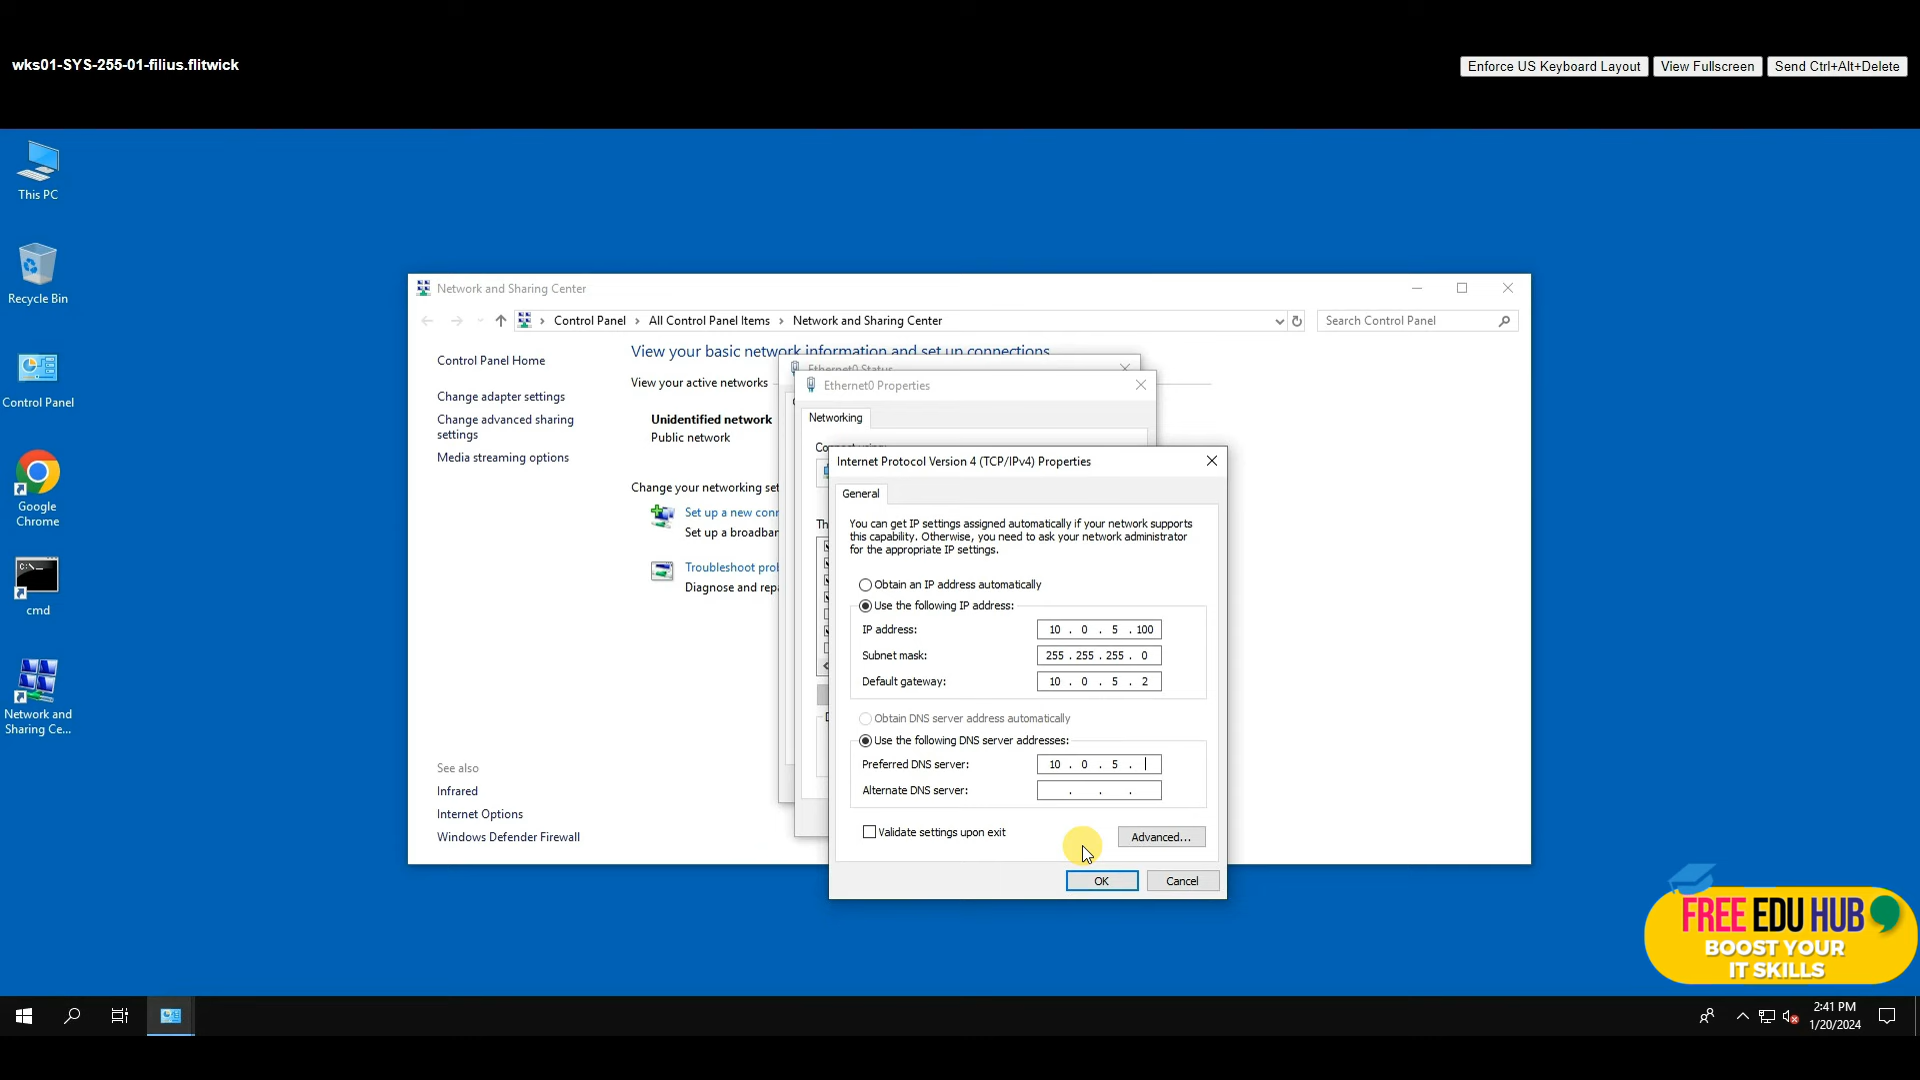 wks01-SYS-255-01-filius.flitwick
Enforce US Keyboard Layout
View Fullscreen
Send Ctrl+Alt+Delete
This PC
Recycle Bin
Control Panel
Google
Chrome
cmd
Network and
Sharing Ce...
Network and Sharing Center
Control Panel > All Control Panel Items > Network and Sharing Center
Search Control Panel
Control Panel Home
Change adapter settings
Change advanced sharing
settings
Media streaming options
See also
Infrared
Internet Options
Windows Defender Firewall
View your basic network information and set up connections
View your active networks
Unidentified network
Public network
Change your networking set
Set up a new conn
Set up a broadban
Troubleshoot prob
Diagnose and repa
Ethernet0 Status
Ethernet0 Properties
Networking
Connect using:
Internet Protocol Version 4 (TCP/IPv4) Properties
General
You can get IP settings assigned automatically if your network supports
this capability. Otherwise, you need to ask your network administrator
for the appropriate IP settings.
Obtain an IP address automatically
Use the following IP address:
IP address: 10 . 0 . 5 . 100
Subnet mask: 255 . 255 . 255 . 0
Default gateway: 10 . 0 . 5 . 2
Obtain DNS server address automatically
Use the following DNS server addresses:
Preferred DNS server: 10 . 0 . 5 .
Alternate DNS server: . . .
Validate settings upon exit
Advanced...
OK
Cancel
FREE EDU HUB
BOOST YOUR
IT SKILLS
2:41 PM
1/20/2024